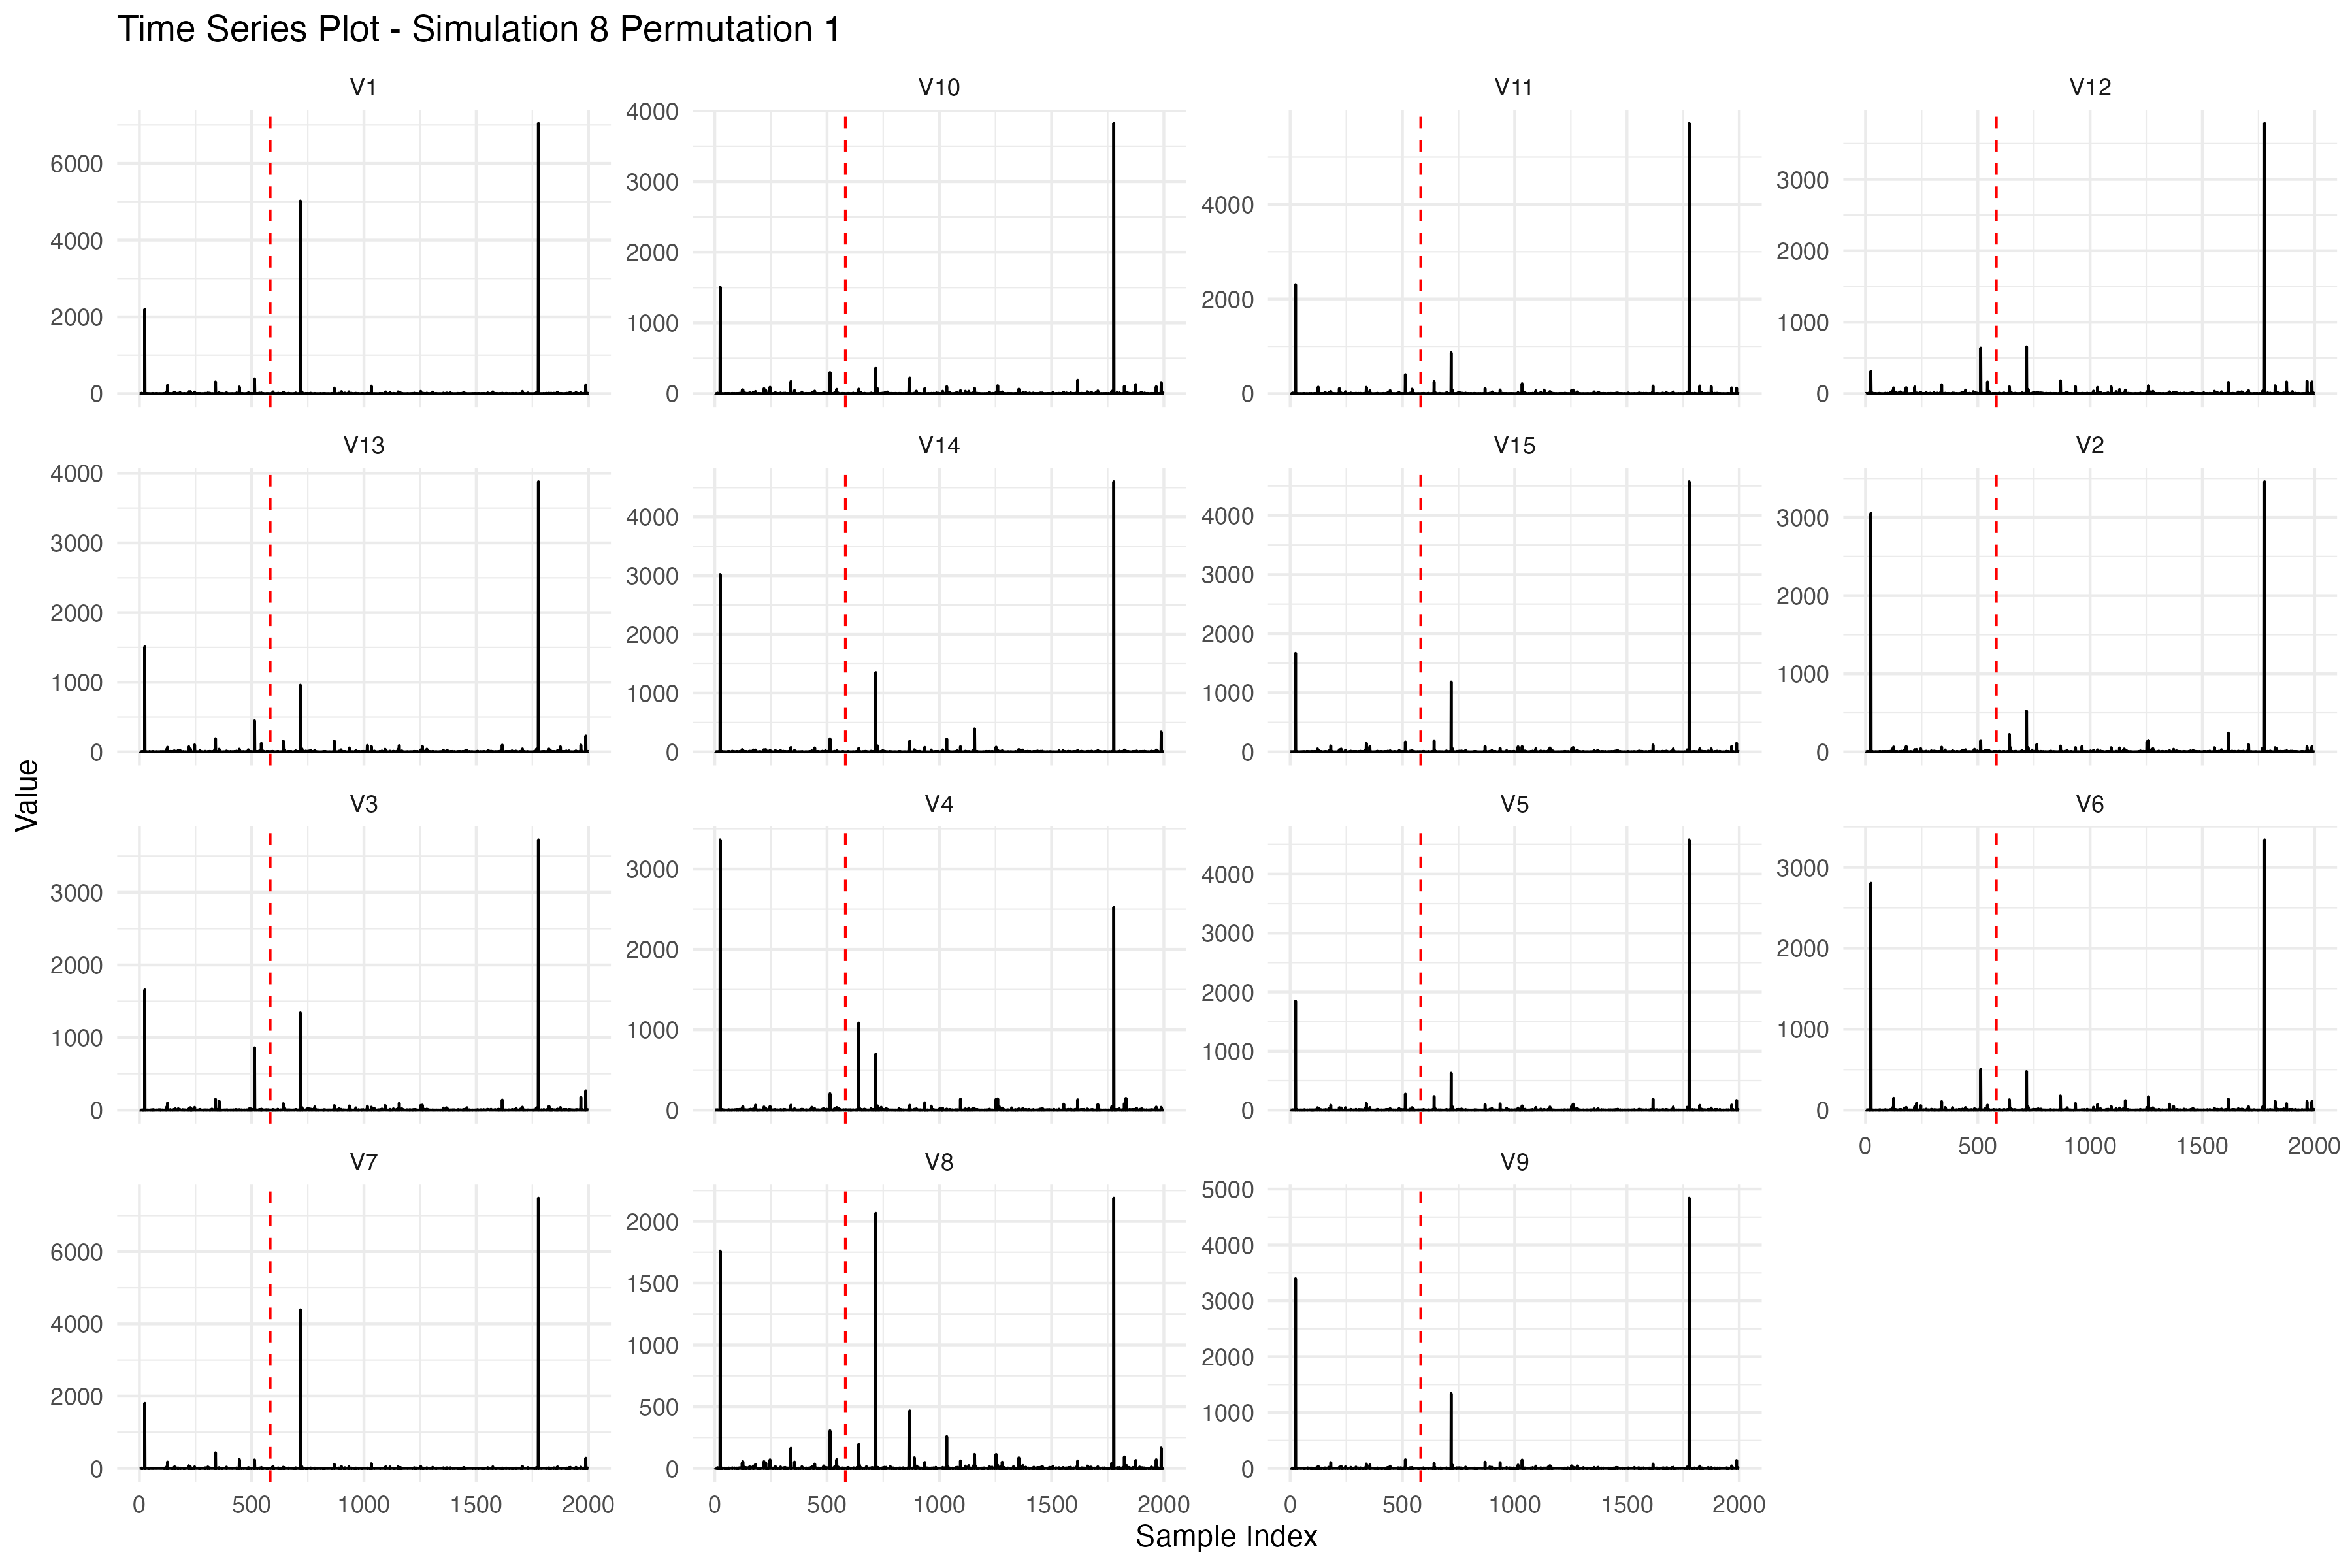 Time Series Plot - Simulation 8 Permutation 1
V1 V10 V11 V12
6000 4000 2000 0
4000 3000 2000 1000 0
4000 2000 0
3000 2000 1000 0
V13 V14 V15 V2
4000 3000 2000 1000 0
4000 3000 2000 1000 0
4000 3000 2000 1000 0
3000 2000 1000 0
Value
V3 V4 V5 V6
3000 2000 1000 0
3000 2000 1000 0
4000 3000 2000 1000 0
3000 2000 1000 0
0 500 1000 1500 2000
V7 V8 V9
6000 4000 2000 0
2000 1500 1000 500 0
5000 4000 3000 2000 1000 0
0 500 1000 1500 2000
0 500 1000 1500 2000
0 500 1000 1500 2000
Sample Index